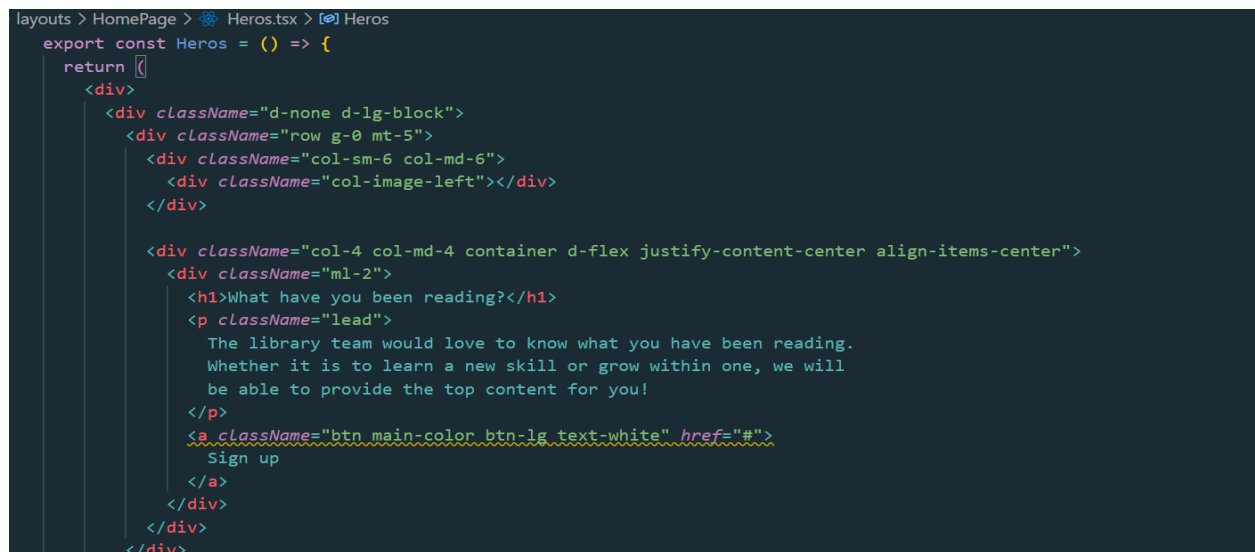 layouts > HomePage > Heros.tsx > Heros
export const Heros = () => {
return (
<div>
<div className="d-none d-lg-block">
<div className="row g-0 mt-5">
<div className="col-sm-6 col-md-6">
<div className="col-image-left"></div>
</div>
<div className="col-4 col-md-4 container d-flex justify-content-center align-items-center">
<div className="ml-2">
<h1>What have you been reading?</h1>
<p className="lead">
The library team would love to know what you have been reading.
Whether it is to learn a new skill or grow within one, we will
be able to provide the top content for you!
</p>
<a className="btn main-color btn-lg text-white" href="#">
Sign up
</a>
</div>
</div>
</div>